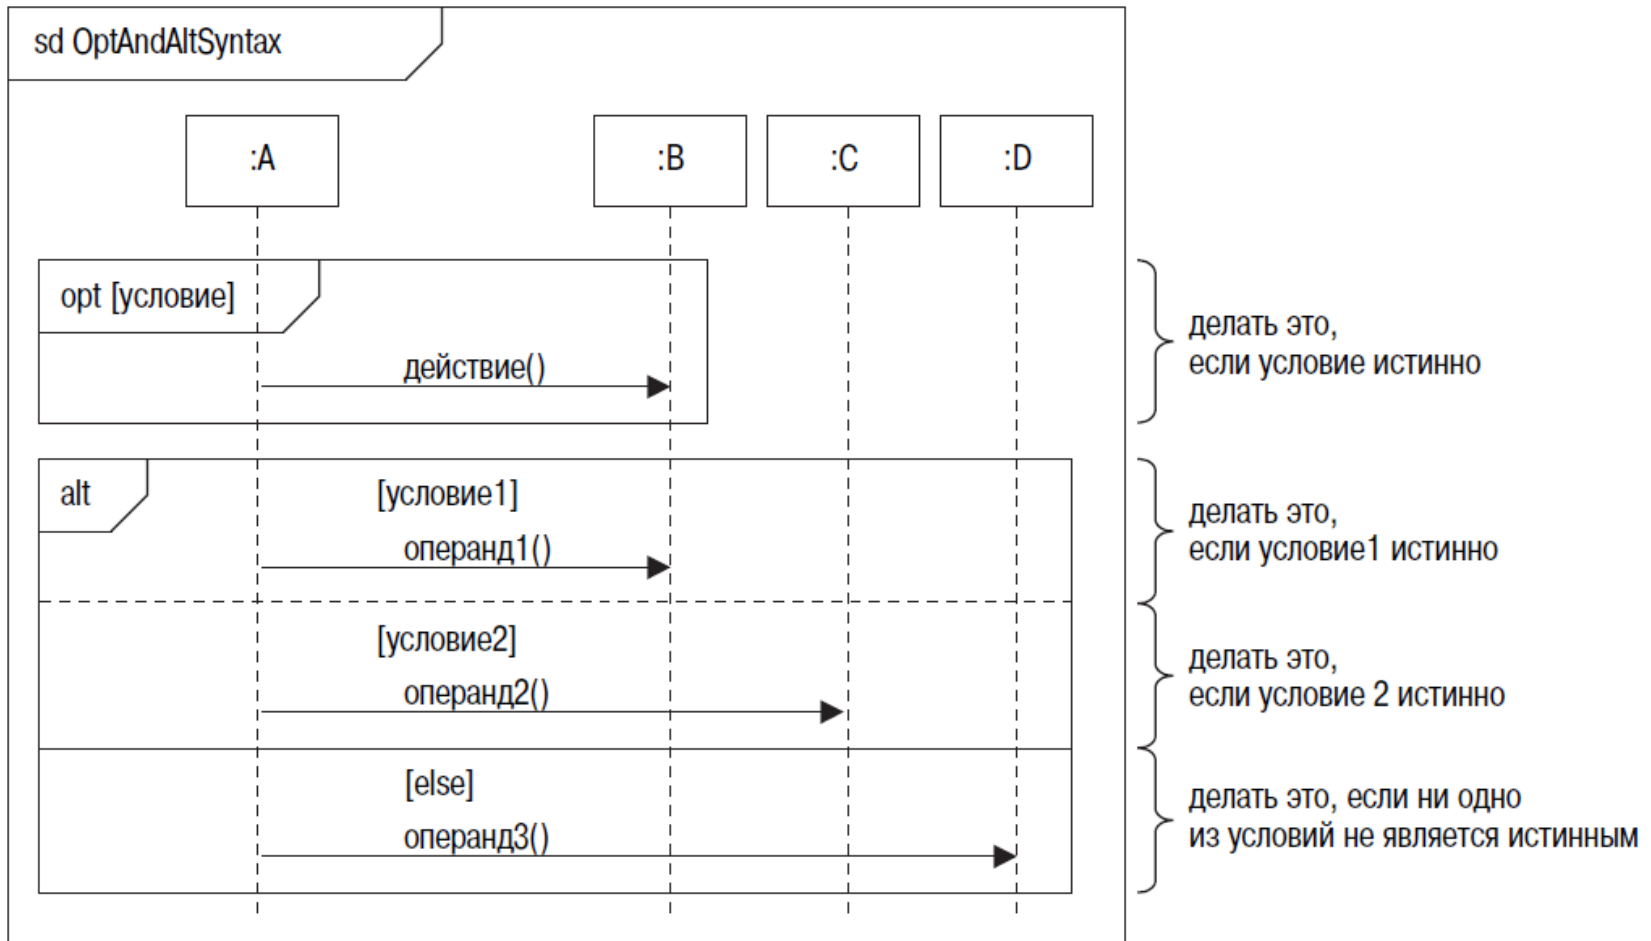 sd OptAndAltSyntax
:A
:B
:C
:D
opt [условие]
действие()
делать это,
если условие истинно
alt
[условие1]
операнд1()
делать это,
если условие1 истинно
[условие2]
операнд2()
делать это,
если условие 2 истинно
[else]
операнд3()
делать это, если ни одно
из условий не является истинным